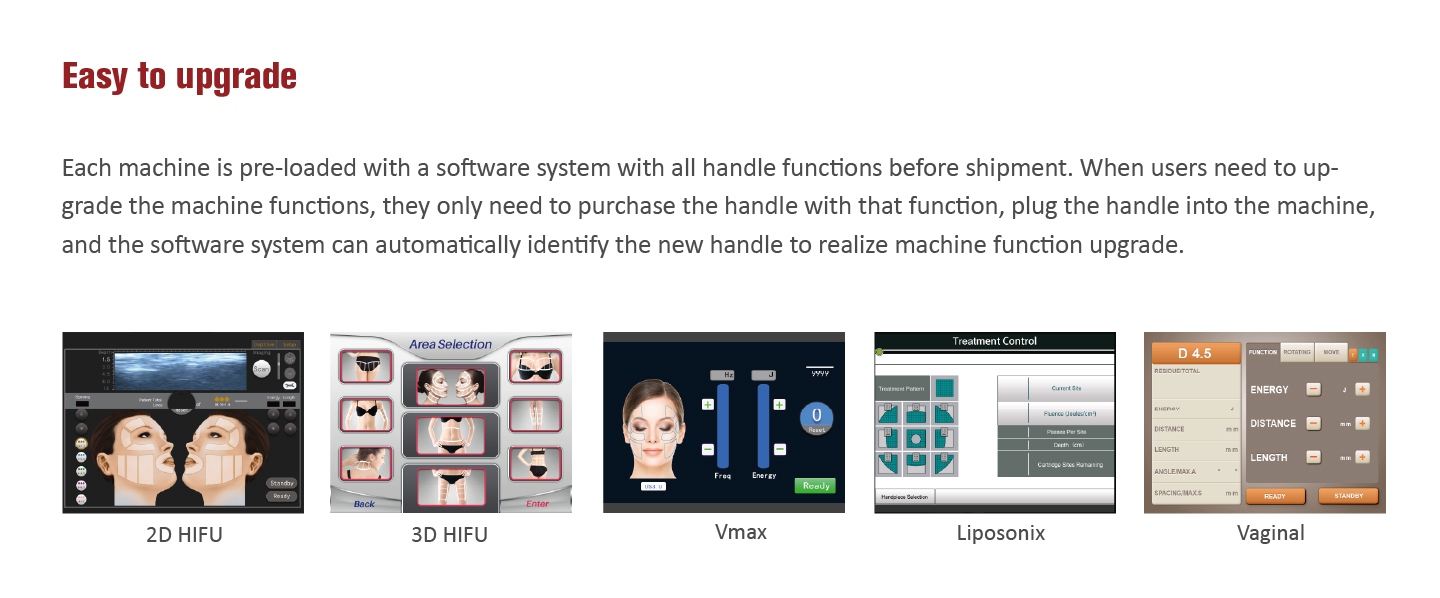 Easy to upgrade
Each machine is pre-loaded with a software system with all handle functions before shipment. When users need to up-
grade the machine functions, they only need to purchase the handle with that function, plug the handle into the machine,
and the software system can automatically identify the new handle to realize machine function upgrade.
Scan
Standby
Ready
2D HIFU
Area Selection
Back
Enter
3D HIFU
Hz
J
9999
0
Reset
Freq
Energy
Ready
Vmax
Treatment Control
Treatment Pattern
Current Site
Fluence (Joules/cm²)
Passes Per Site
Depth (cm)
Cartridge Sites Remaining
Handpiece Selection
Liposonix
D 4.5
RESIDUE/TOTAL
ENERGY J
DISTANCE mm
LENGTH mm
ANGLE/MAX.A ° °
SPACING/MAX.S mm
FUNCTION ROTATING MOVE
ENERGY − J +
DISTANCE − mm +
LENGTH − mm +
READY STANDBY
Vaginal